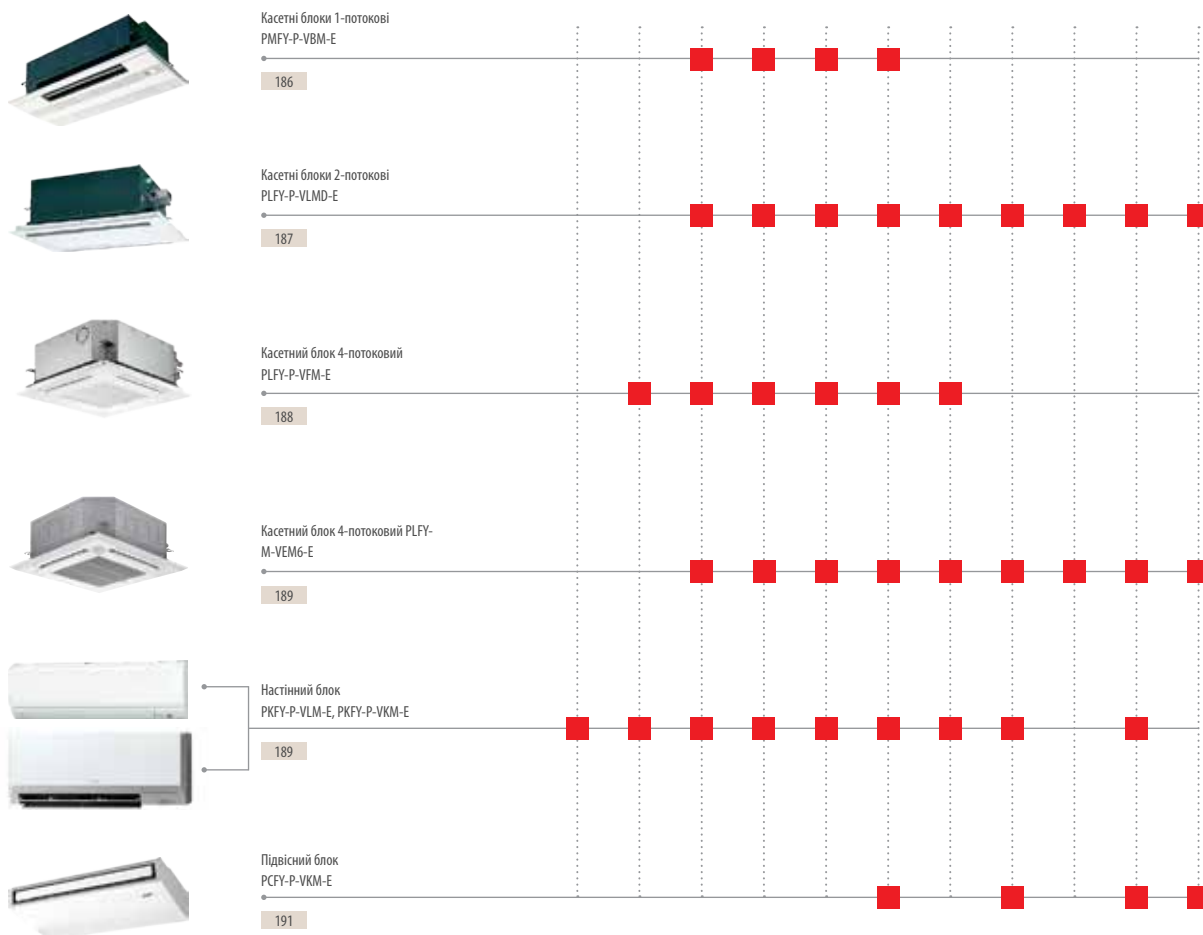 Касетні блоки 1-потокові
PMFY-P-VBM-E
186
Касетні блоки 2-потокові
PLFY-P-VLMD-E
187
Касетний блок 4-потоковий
PLFY-P-VFM-E
188
Касетний блок 4-потоковий PLFY-
M-VEM6-E
189
Настінний блок
PKFY-P-VLM-E, PKFY-P-VKM-E
189
Підвісний блок
PCFY-P-VKM-E
191